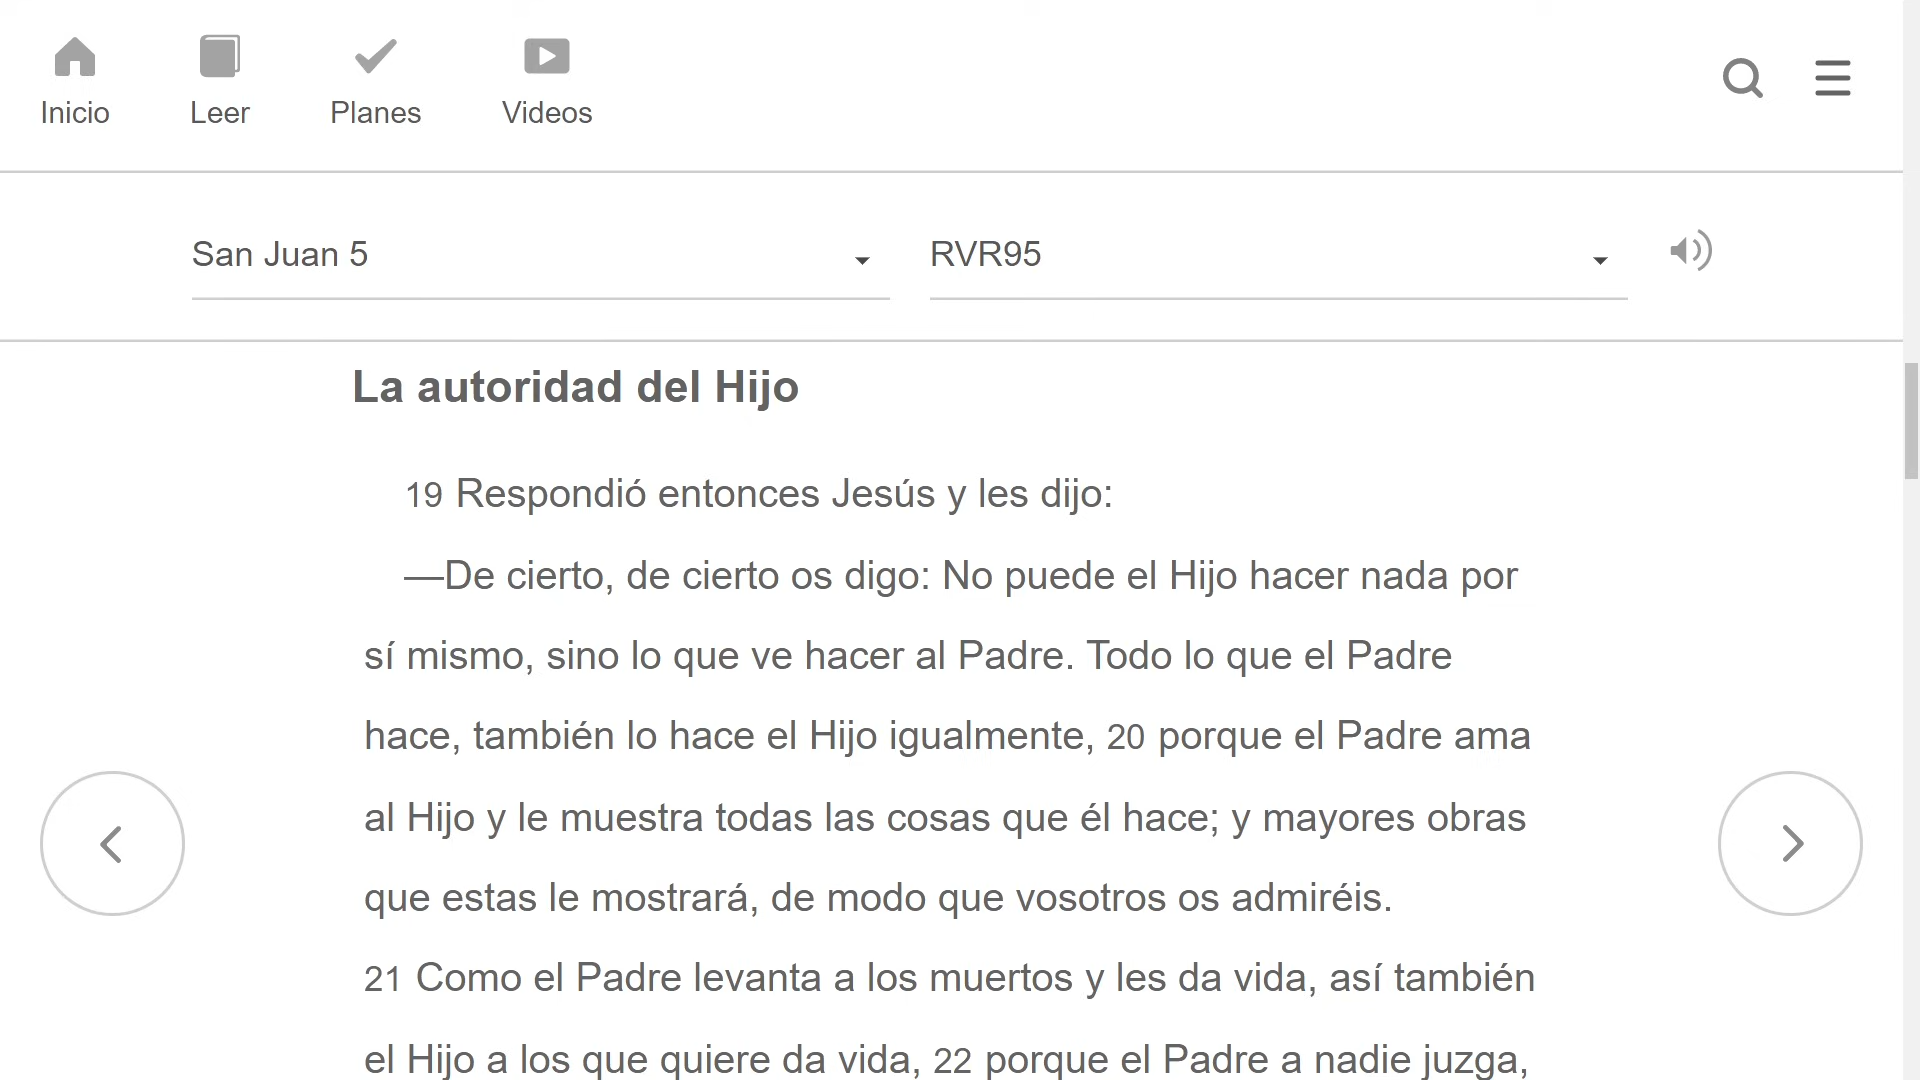 Inicio Leer Planes Videos
San Juan 5 RVR95
La autoridad del Hijo
19 Respondió entonces Jesús y les dijo:
—De cierto, de cierto os digo: No puede el Hijo hacer nada por
sí mismo, sino lo que ve hacer al Padre. Todo lo que el Padre
hace, también lo hace el Hijo igualmente, 20 porque el Padre ama
al Hijo y le muestra todas las cosas que él hace; y mayores obras
que estas le mostrará, de modo que vosotros os admiréis.
21 Como el Padre levanta a los muertos y les da vida, así también
el Hijo a los que quiere da vida, 22 porque el Padre a nadie juzga,